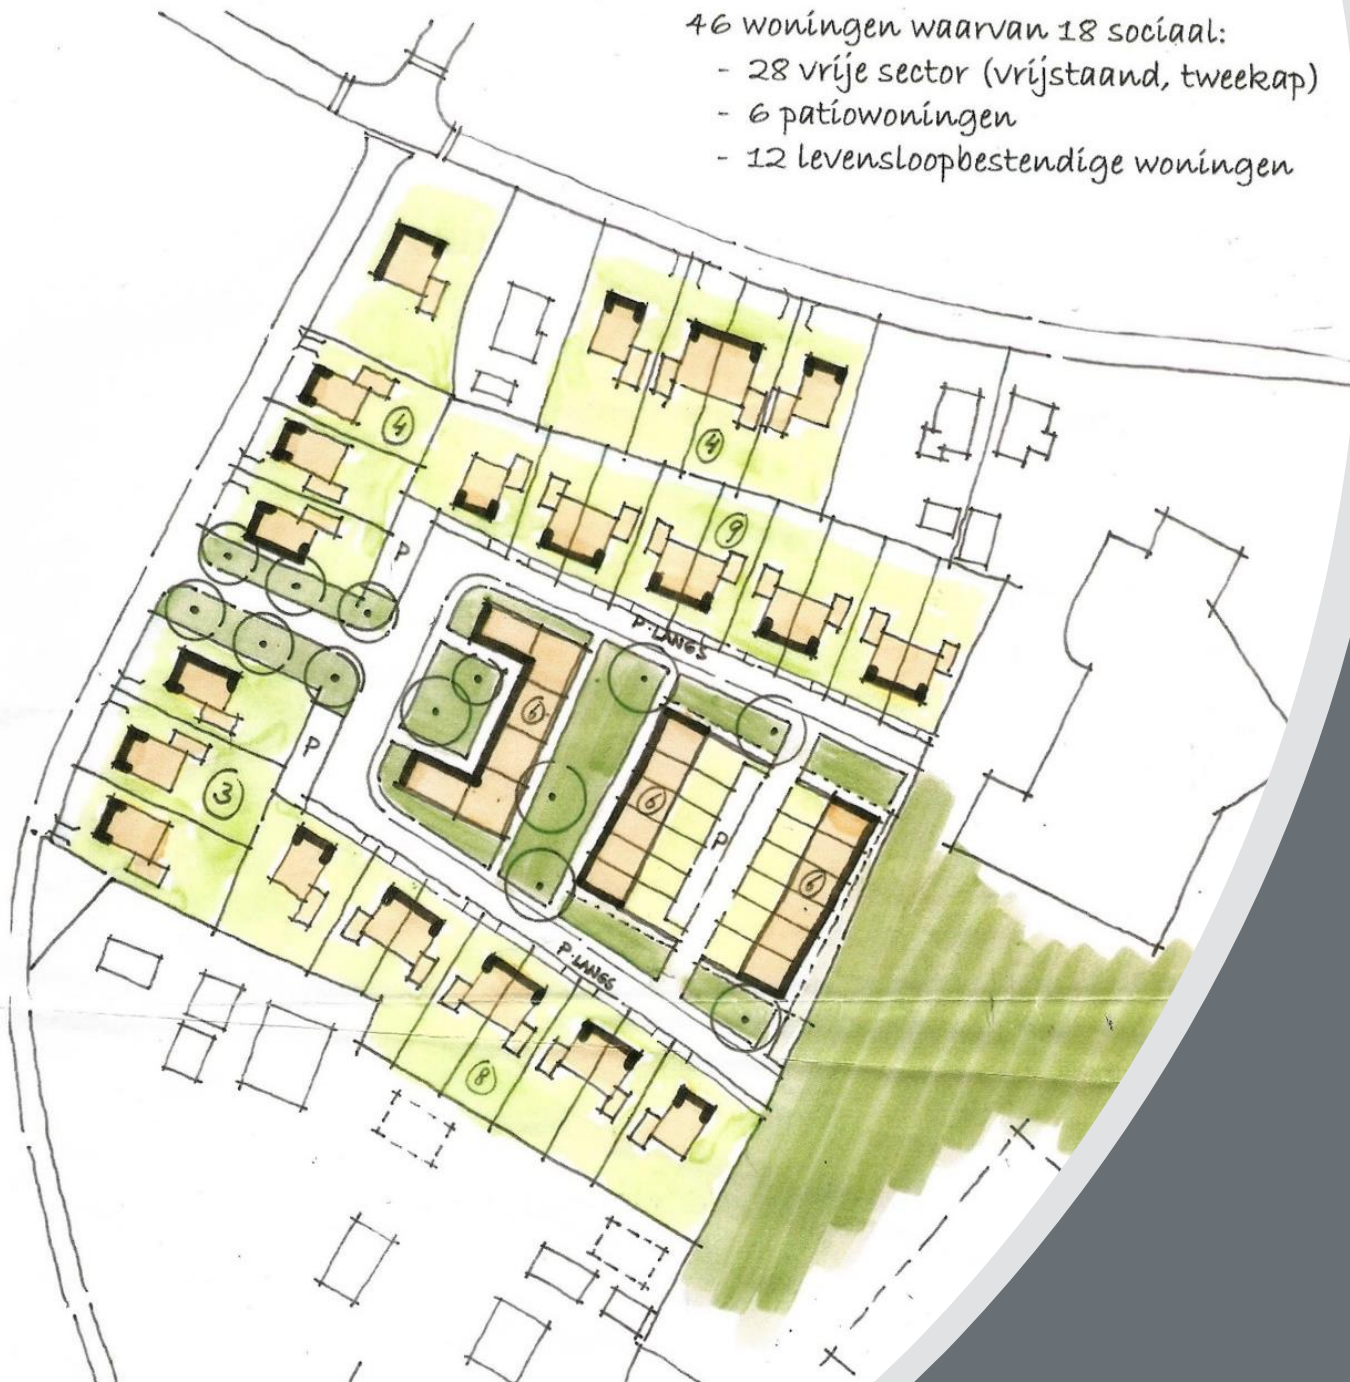 46 woningen waarvan 18 sociaal:
- 28 vrije sector (vrijstaand, tweekap)
- 6 patiowoningen
- 12 levensloopbestendige woningen
4
4
9
P
P-LANGS
6
P
3
6
P
6
P-LANGS
8